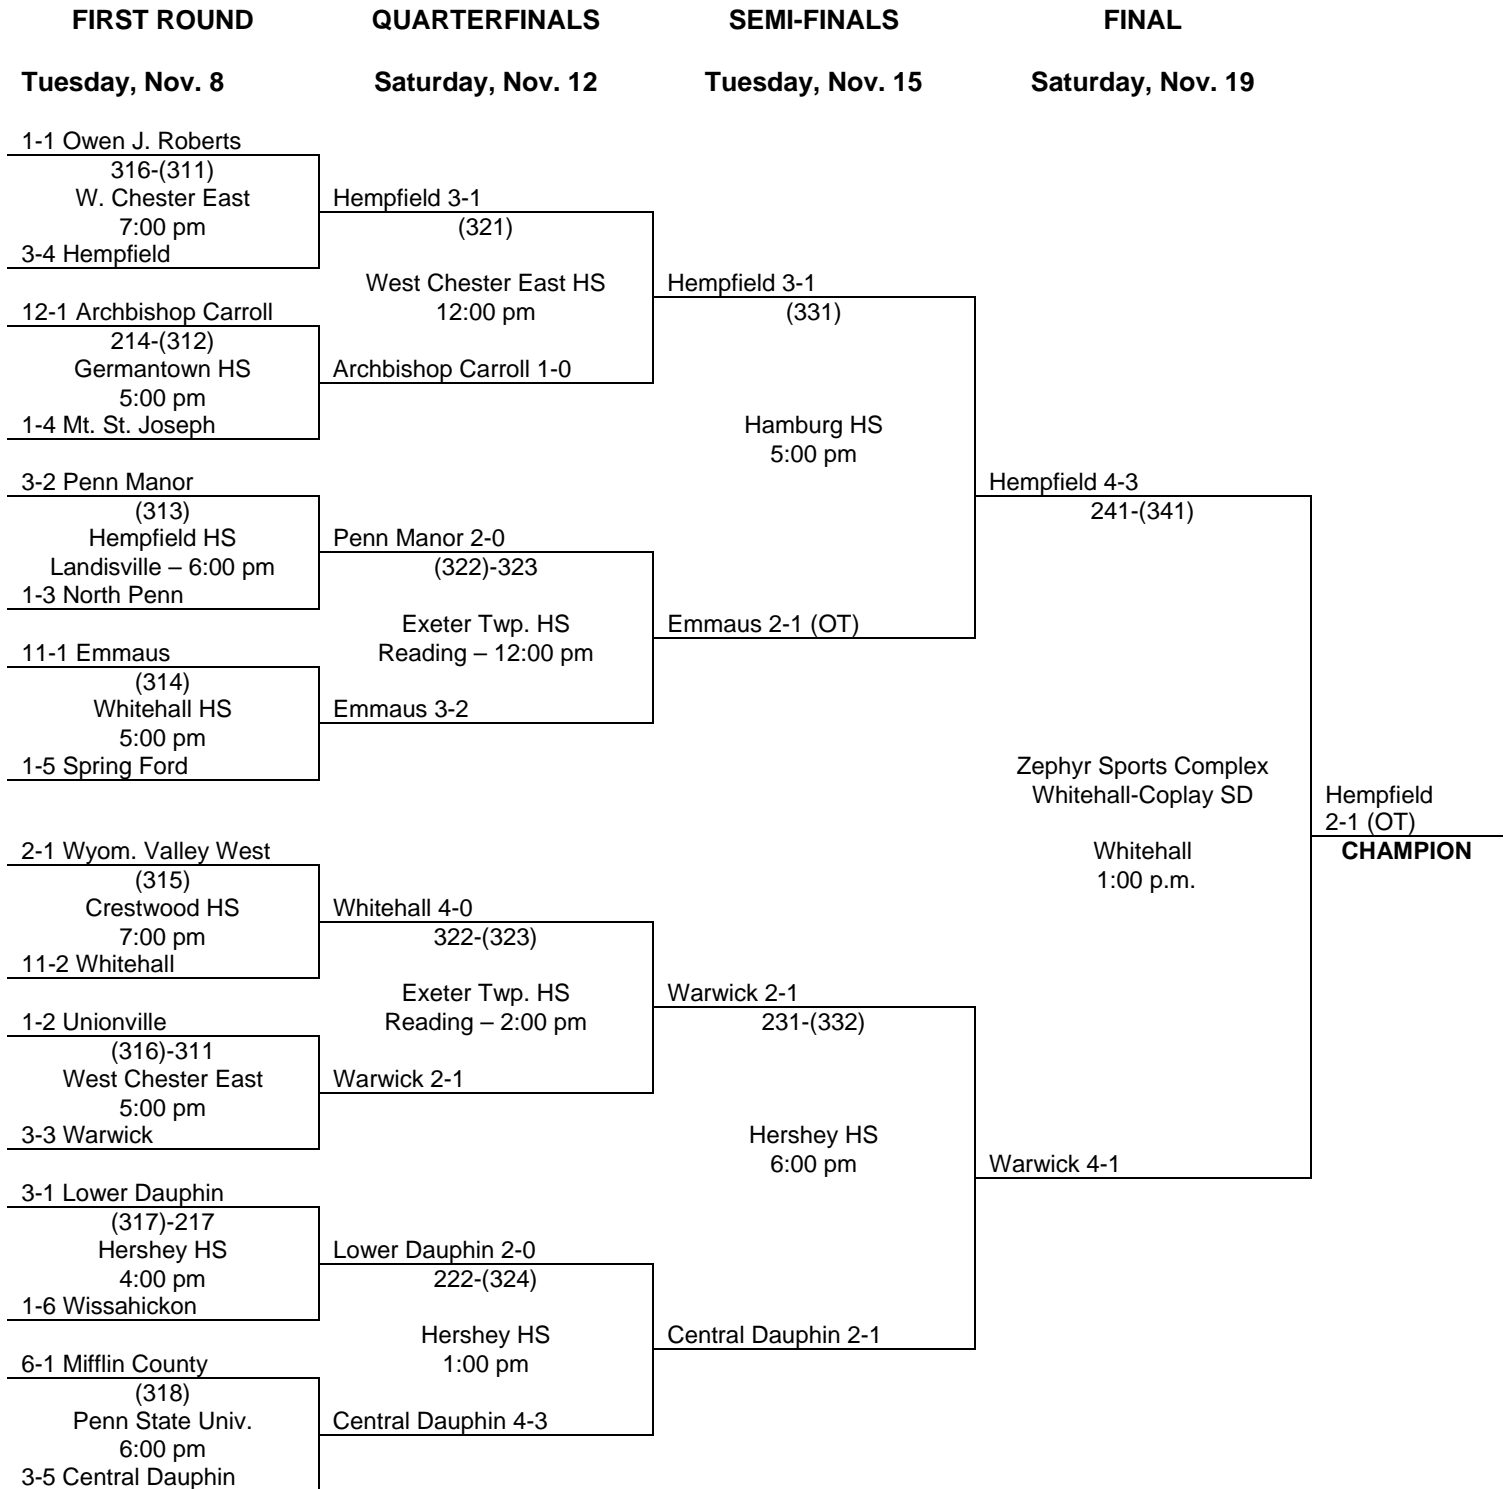 FIRST ROUND
QUARTERFINALS
SEMI-FINALS
FINAL
Tuesday, Nov. 8
Saturday, Nov. 12
Tuesday, Nov. 15
Saturday, Nov. 19
1-1 Owen J. Roberts
316-(311)
W. Chester East
7:00 pm
3-4 Hempfield
12-1 Archbishop Carroll
214-(312)
Germantown HS
5:00 pm
1-4 Mt. St. Joseph
3-2 Penn Manor
(313)
Hempfield HS
Landisville – 6:00 pm
1-3 North Penn
11-1 Emmaus
(314)
Whitehall HS
5:00 pm
1-5 Spring Ford
2-1 Wyom. Valley West
(315)
Crestwood HS
7:00 pm
11-2 Whitehall
1-2 Unionville
(316)-311
West Chester East
5:00 pm
3-3 Warwick
3-1 Lower Dauphin
(317)-217
Hershey HS
4:00 pm
1-6 Wissahickon
6-1 Mifflin County
(318)
Penn State Univ.
6:00 pm
3-5 Central Dauphin
Hempfield 3-1
(321)
West Chester East HS
12:00 pm
Archbishop Carroll 1-0
Penn Manor 2-0
(322)-323
Exeter Twp. HS
Reading – 12:00 pm
Emmaus 3-2
Whitehall 4-0
322-(323)
Exeter Twp. HS
Reading – 2:00 pm
Warwick 2-1
Lower Dauphin 2-0
222-(324)
Hershey HS
1:00 pm
Central Dauphin 4-3
Hempfield 3-1
(331)
Hamburg HS
5:00 pm
Emmaus 2-1 (OT)
Warwick 2-1
231-(332)
Hershey HS
6:00 pm
Central Dauphin 2-1
Hempfield 4-3
241-(341)
Zephyr Sports Complex
Whitehall-Coplay SD
Whitehall
1:00 p.m.
Warwick 4-1
Hempfield
2-1 (OT)
CHAMPION